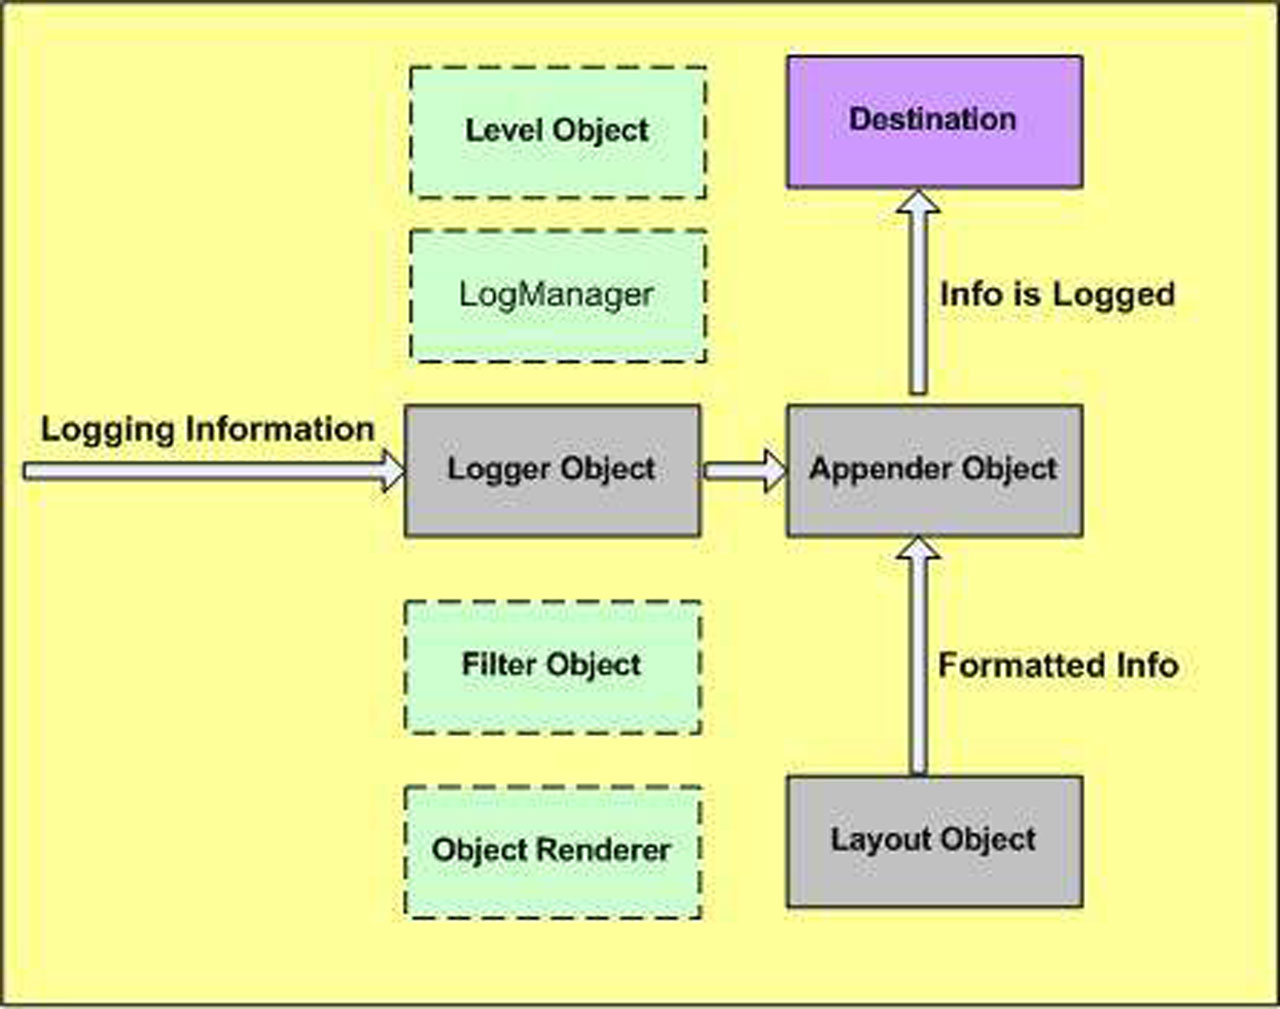 Level Object
Destination
LogManager
Info is Logged
Logging Information
Logger Object
Appender Object
Filter Object
Formatted Info
Object Renderer
Layout Object